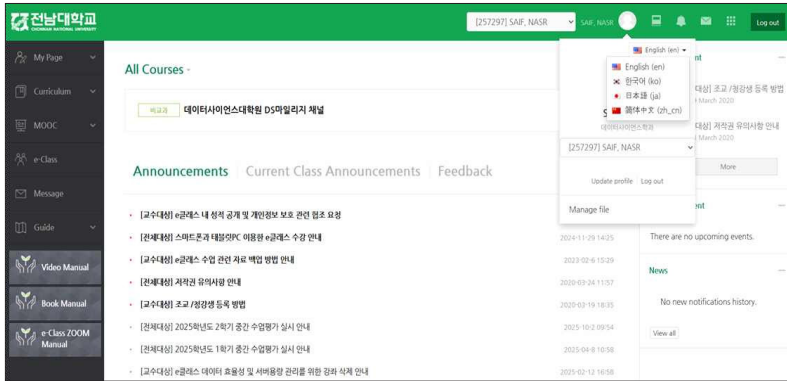 전남대학교
CHONNAM NATIONAL UNIVERSITY
[257297] SAIF, NASR
SAIF, NASR
Log out
My Page
Curriculum
MOOC
e-Class
Message
Guide
Video Manual
Book Manual
e-Class ZOOM
Manual
All Courses -
비교과
데이터사이언스대학원 DS마일리지 채널
Announcements
Current Class Announcements
Feedback
[교수대상] e클래스 내 성적 공개 및 개인정보 보호 관련 협조 요청
[전체대상] 스마트폰과 태블릿PC 이용한 e클래스 수강 안내
2024-11-29 14:25
[교수대상] e클래스 수업 관련 자료 백업 방법 안내
2023-02-6 15:29
[전체대상] 저작권 유의사항 안내
2020-03-24 11:57
[교수대상] 조교 /청강생 등록 방법
2020-03-19 18:35
[전체대상] 2025학년도 2학기 중간 수업평가 실시 안내
2025-10-2 09:54
[전체대상] 2025학년도 1학기 중간 수업평가 실시 안내
2025-04-8 10:58
[교수대상] e클래스 데이터 효율성 및 서버용량 관리를 위한 강좌 삭제 안내
2025-02-12 16:58
English (en)
English (en)
한국어 (ko)
日本語 (ja)
简体中文 (zh_cn)
S
데이터사이언스학과
[257297] SAIF, NASR
Update profile
Log out
Manage file
nt
대상] 조교 /청강생 등록 방법
March 2020
대상] 저작권 유의사항 안내
March 2020
More
ent
There are no upcoming events.
News
No new notifications history.
View all